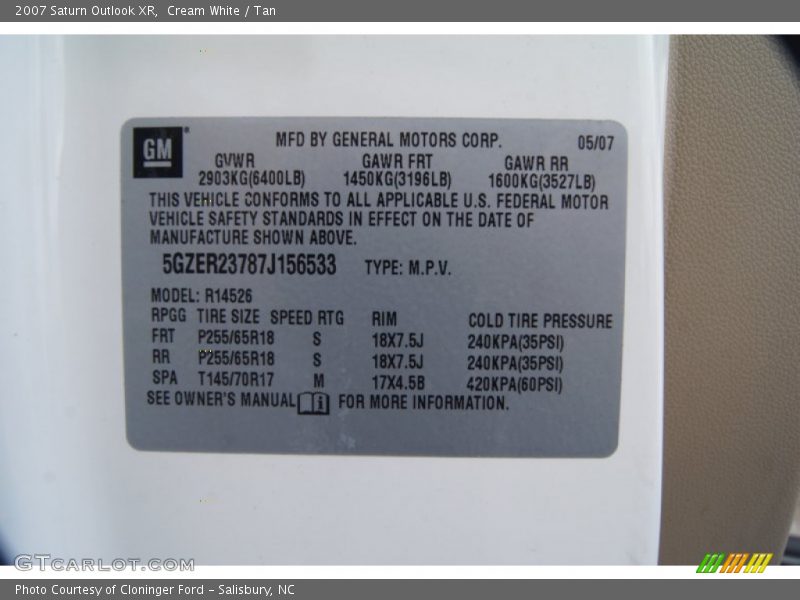 2007 Saturn Outlook XR,  Cream White / Tan
GM
MFD BY GENERAL MOTORS CORP. 05/07
GVWR GAWR FRT GAWR RR
2903KG(6400LB) 1450KG(3196LB) 1600KG(3527LB)
THIS VEHICLE CONFORMS TO ALL APPLICABLE U.S. FEDERAL MOTOR
VEHICLE SAFETY STANDARDS IN EFFECT ON THE DATE OF
MANUFACTURE SHOWN ABOVE.
5GZER23787J156533 TYPE: M.P.V.
MODEL: R14526
RPGG TIRE SIZE SPEED RTG RIM COLD TIRE PRESSURE
FRT P255/65R18 S 18X7.5J 240KPA(35PSI)
RR P255/65R18 S 18X7.5J 240KPA(35PSI)
SPA T145/70R17 M 17X4.5B 420KPA(60PSI)
SEE OWNER'S MANUAL i FOR MORE INFORMATION.
GTCARLOT.COM
Photo Courtesy of Cloninger Ford - Salisbury, NC